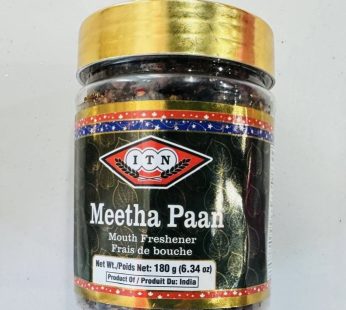 ITN
Meetha Paan
Mouth Freshener
Frais de bouche
Net Wt./Poids Net: 180 g (6.34 oz)
Product Of / Produit Du: India